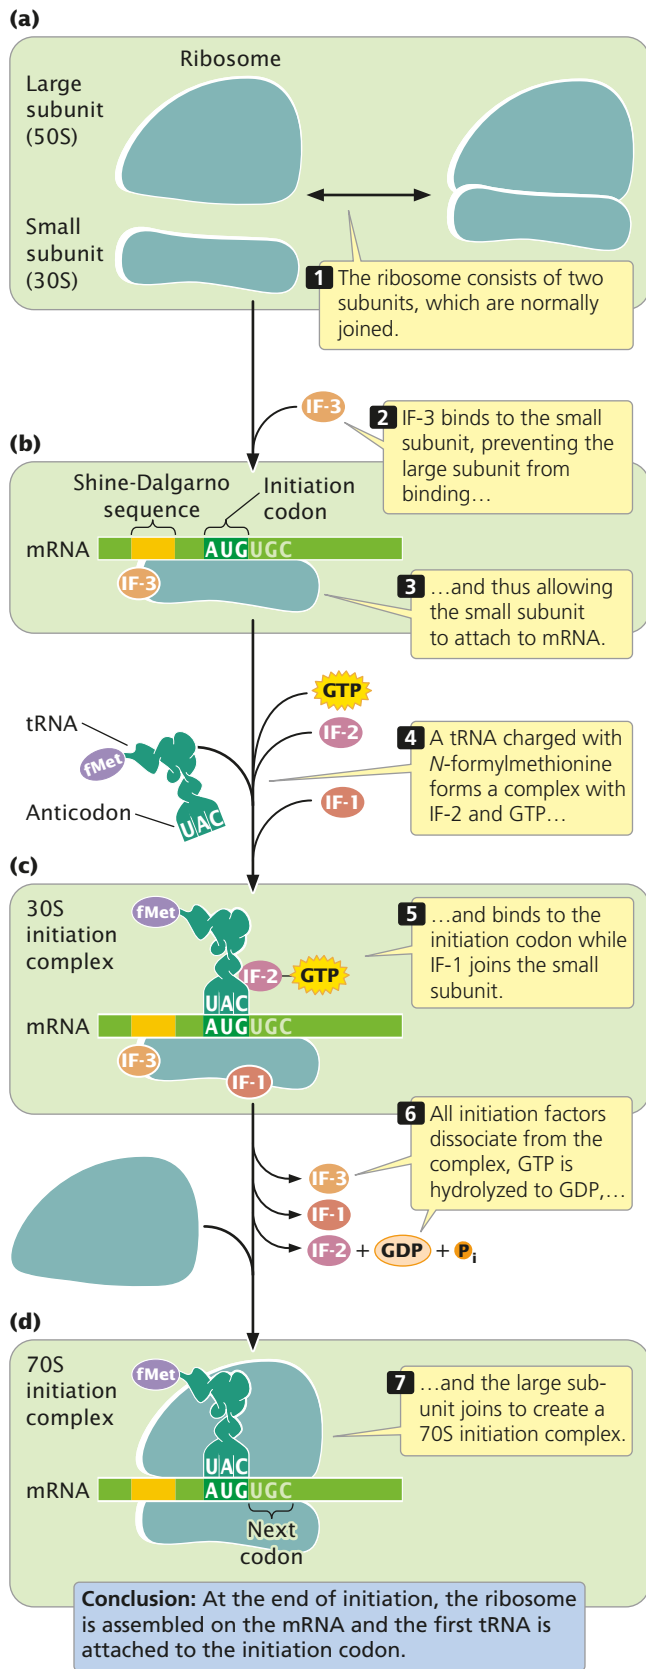 (a)
Ribosome
Large
subunit
(50S)
Small
subunit
(30S)
1 The ribosome consists of two
subunits, which are normally
joined.
IF-3
2 IF-3 binds to the small
subunit, preventing the
large subunit from
binding…
(b)
Shine-Dalgarno
sequence
Initiation
codon
mRNA
AUGUGC
IF-3
3 …and thus allowing
the small subunit
to attach to mRNA.
GTP
tRNA
IF-2
fMet
4 A tRNA charged with
N-formylmethionine
forms a complex with
IF-2 and GTP…
IF-1
Anticodon
UAC
(c)
30S
initiation
complex
fMet
5 …and binds to the
initiation codon while
IF-1 joins the small
subunit.
IF-2
GTP
UAC
mRNA
AUGUGC
IF-3
IF-1
6 All initiation factors
dissociate from the
complex, GTP is
hydrolyzed to GDP,…
IF-3
IF-1
IF-2 + GDP + Pi
(d)
70S
initiation
complex
fMet
7 …and the large sub-
unit joins to create a
70S initiation complex.
UAC
mRNA
AUGUGC
Next
codon
Conclusion: At the end of initiation, the ribosome
is assembled on the mRNA and the first tRNA is
attached to the initiation codon.